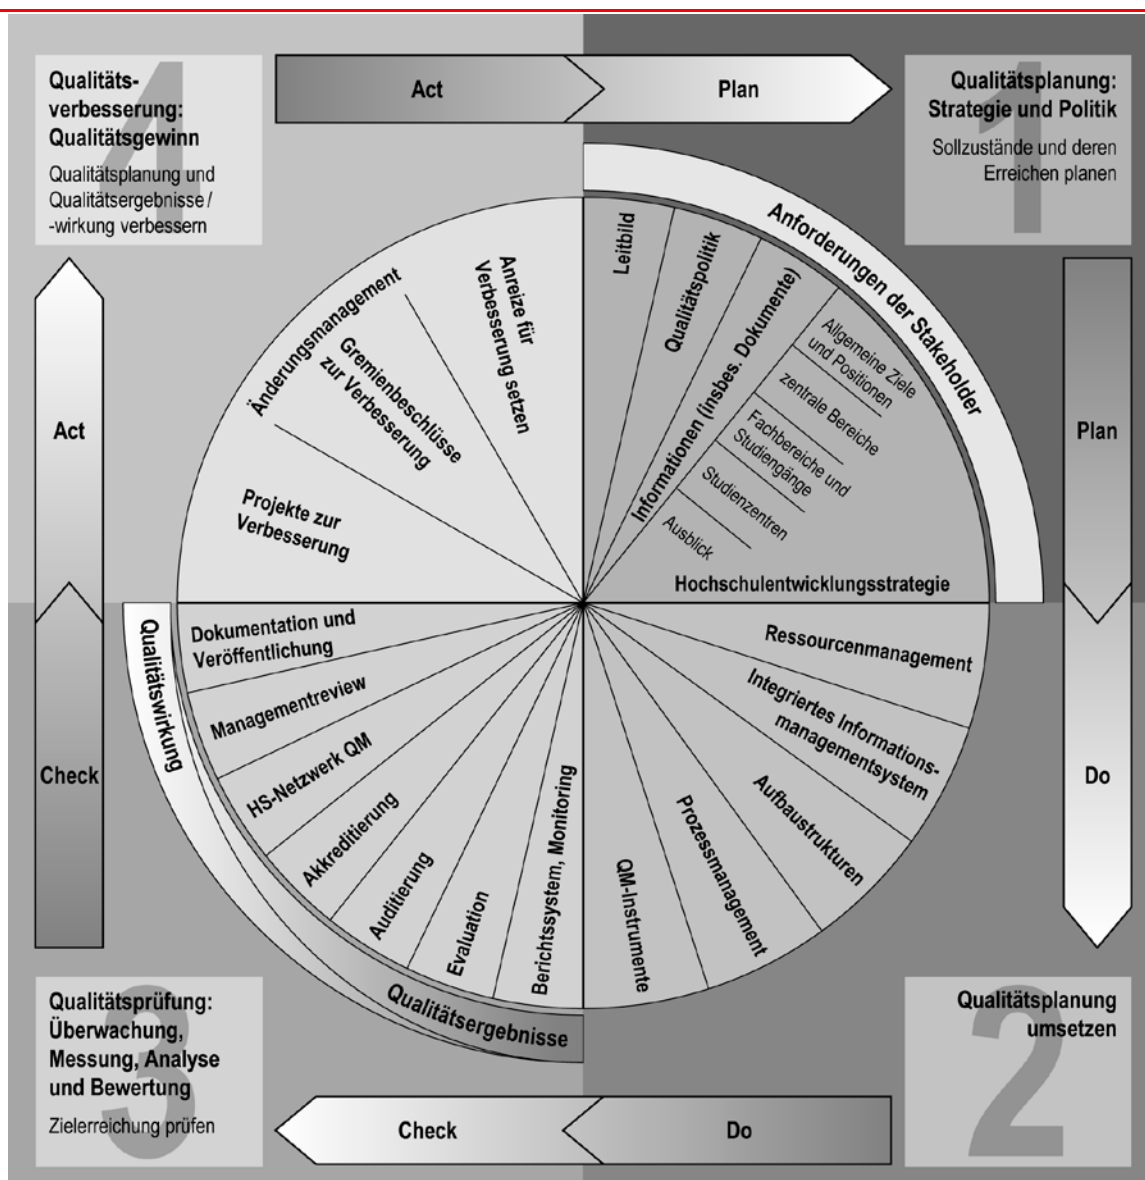 4
Qualitäts-
verbesserung:
Qualitätsgewinn
Qualitätsplanung und
Qualitätsergebnisse /
-wirkung verbessern
Act
Plan
1
Qualitätsplanung:
Strategie und Politik
Sollzustände und deren
Erreichen planen
Anforderungen der Stakeholder
Leitbild
Qualitätspolitik
Informationen (insbes. Dokumente)
Allgemeine Ziele
und Positionen
zentrale Bereiche
Fachbereiche und
Studiengänge
Studienzentren
Ausblick
Hochschulentwicklungsstrategie
Anreize für
Verbesserung setzen
Änderungsmanagement
Gremienbeschlüsse
zur Verbesserung
Projekte zur
Verbesserung
Act
Check
Plan
Do
Ressourcenmanagement
Integriertes Informations-
managementsystem
Aufbaustrukturen
Prozessmanagement
QM-Instrumente
Berichtssystem, Monitoring
Evaluation
Auditierung
Akkreditierung
HS-Netzwerk QM
Managementreview
Dokumentation und
Veröffentlichung
Qualitätswirkung
Qualitätsergebnisse
3
Qualitätsprüfung:
Überwachung,
Messung, Analyse
und Bewertung
Zielerreichung prüfen
Check
Do
2
Qualitätsplanung
umsetzen